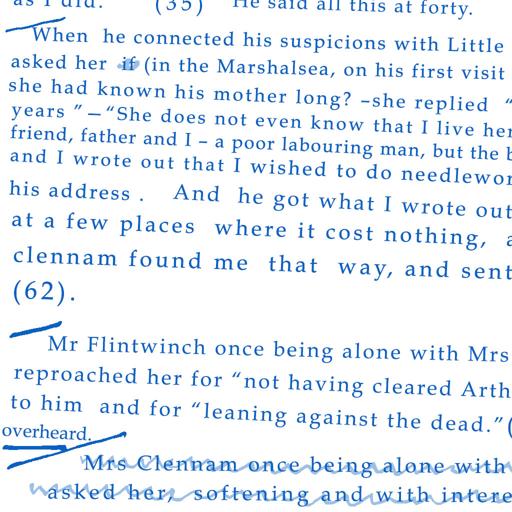 as I did. (35) He said all this at forty.
When he connected his suspicions with Little
asked her if (in the Marshalsea, on his first visit
she had known his mother long? –she replied "
years " — "She does not even know that I live her
friend, father and I – a poor labouring man, but the b
and I wrote out that I wished to do needlewor
his address . And he got what I wrote out
at a few places where it cost nothing,
clennam found me that way, and sent
(62).
Mr Flintwinch once being alone with Mrs
reproached her for "not having cleared Arth
to him and for "leaning against the dead."(
overheard.
Mrs Clennam once being alone with
asked her, softening and with intere